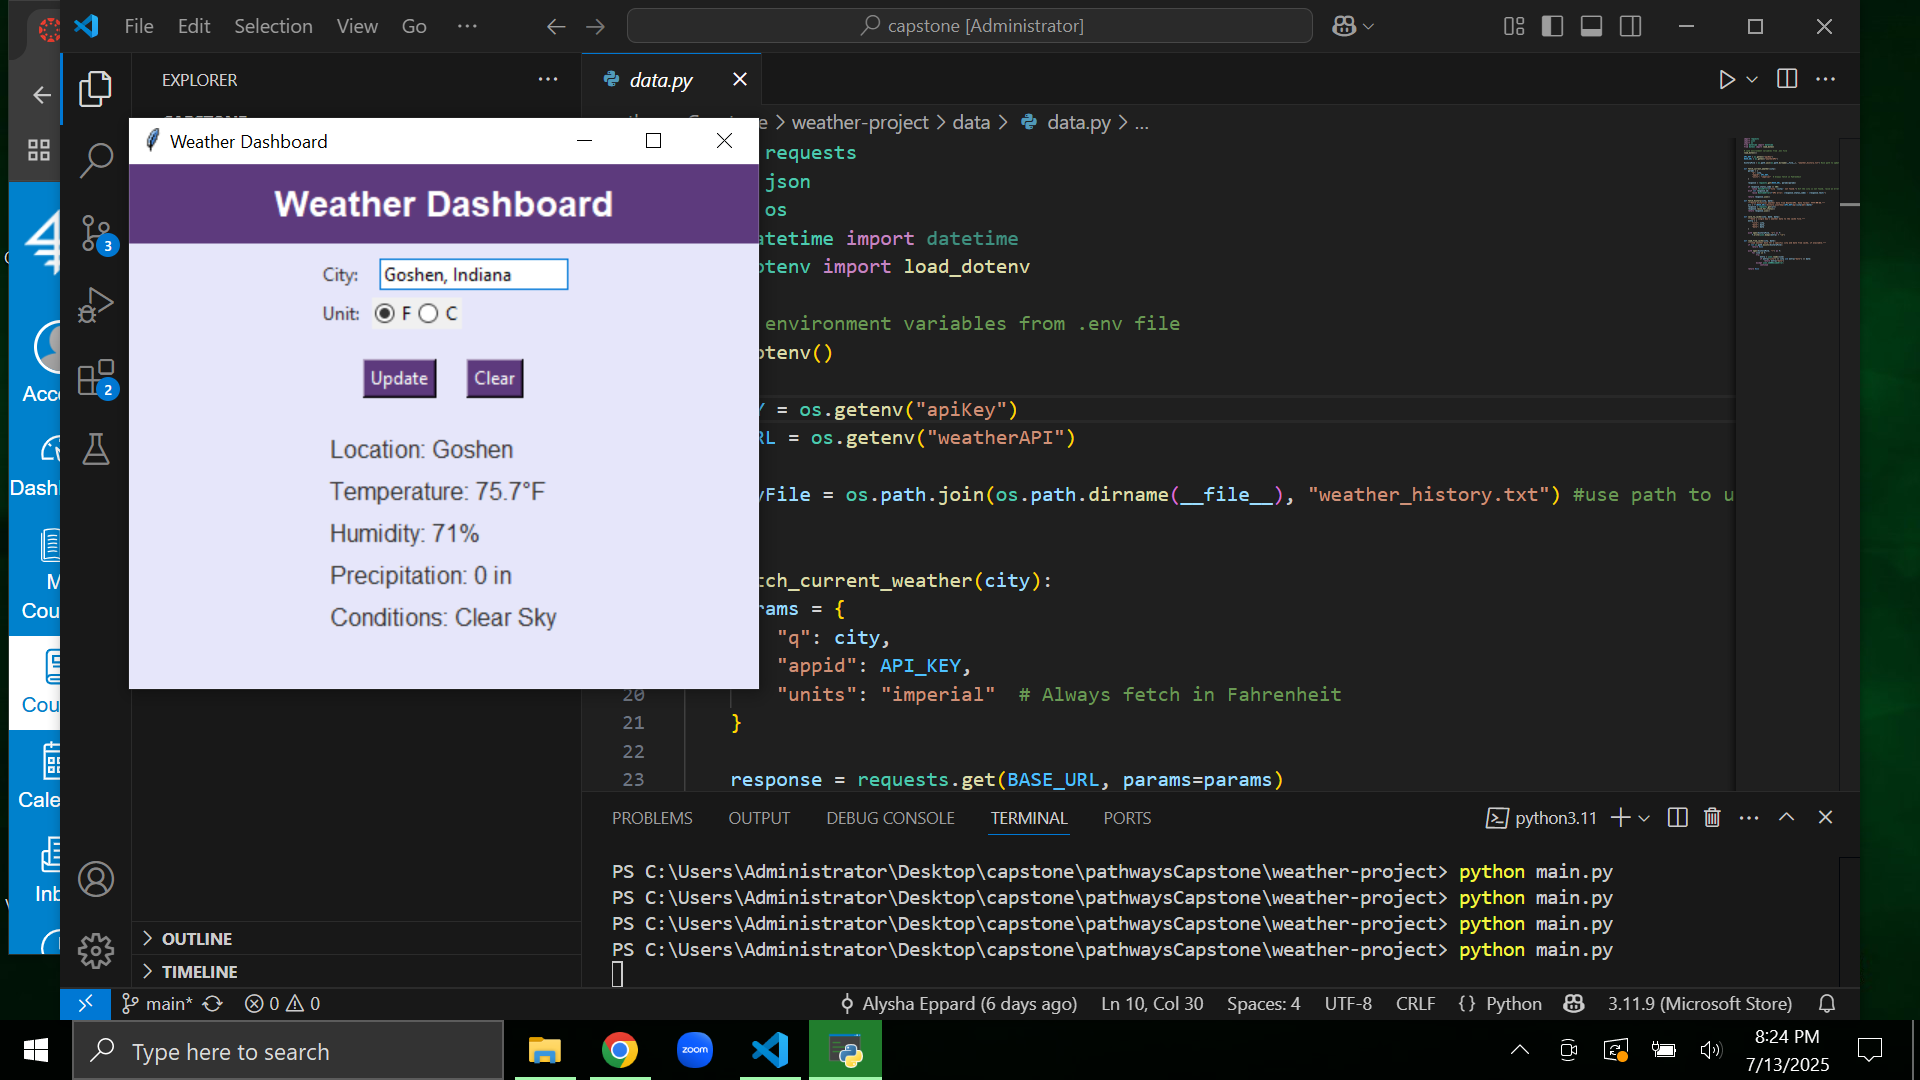 File Edit Selection View Go ··· capstone [Administrator]
EXPLORER
data.py
weather-project > data > data.py > ...
Weather Dashboard
Weather Dashboard
City: Goshen, Indiana
Unit: F C
Update Clear
Location: Goshen
Temperature: 75.7°F
Humidity: 71%
Precipitation: 0 in
Conditions: Clear Sky
requests
json
os
atetime import datetime
otenv import load_dotenv
environment variables from .env file
otenv()
Y = os.getenv("apiKey")
RL = os.getenv("weatherAPI")
yFile = os.path.join(os.path.dirname(__file__), "weather_history.txt") #use path to u
tch_current_weather(city):
rams = {
"q": city,
"appid": API_KEY,
20 "units": "imperial" # Always fetch in Fahrenheit
21 }
22
23 response = requests.get(BASE_URL, params=params)
PROBLEMS OUTPUT DEBUG CONSOLE TERMINAL PORTS python3.11
PS C:\Users\Administrator\Desktop\capstone\pathwaysCapstone\weather-project> python main.py
PS C:\Users\Administrator\Desktop\capstone\pathwaysCapstone\weather-project> python main.py
PS C:\Users\Administrator\Desktop\capstone\pathwaysCapstone\weather-project> python main.py
PS C:\Users\Administrator\Desktop\capstone\pathwaysCapstone\weather-project> python main.py
3
2
Acc
Dash
M
Cou
Cou
Cale
Inb
OUTLINE
TIMELINE
main* 0 0 Alysha Eppard (6 days ago) Ln 10, Col 30 Spaces: 4 UTF-8 CRLF {} Python 3.11.9 (Microsoft Store)
Type here to search
zoom
8:24 PM
7/13/2025